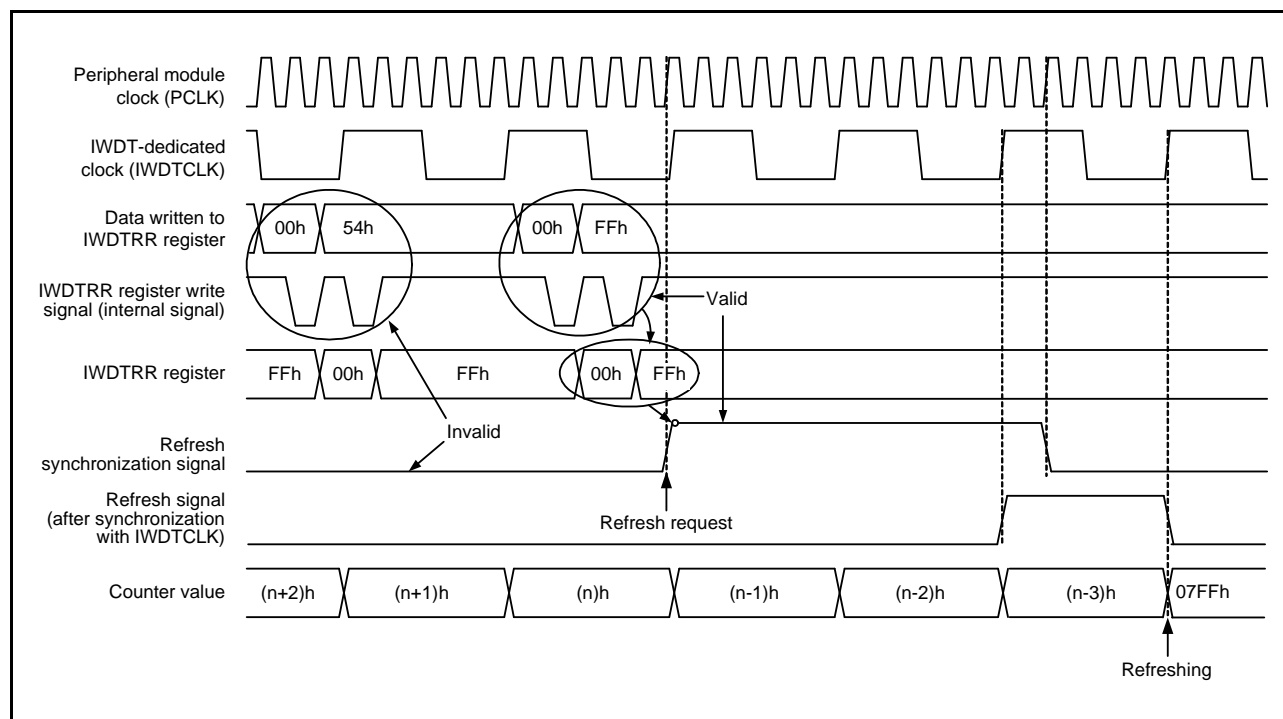 Peripheral module
clock (PCLK)
IWDT-dedicated
clock (IWDTCLK)
Data written to
IWDTRR register
00h
54h
00h
FFh
IWDTRR register write
signal (internal signal)
Valid
IWDTRR register
FFh
00h
FFh
00h
FFh
Invalid
Refresh
synchronization signal
Refresh signal
(after synchronization
with IWDTCLK)
Refresh request
Counter value
(n+2)h
(n+1)h
(n)h
(n-1)h
(n-2)h
(n-3)h
07FFh
Refreshing